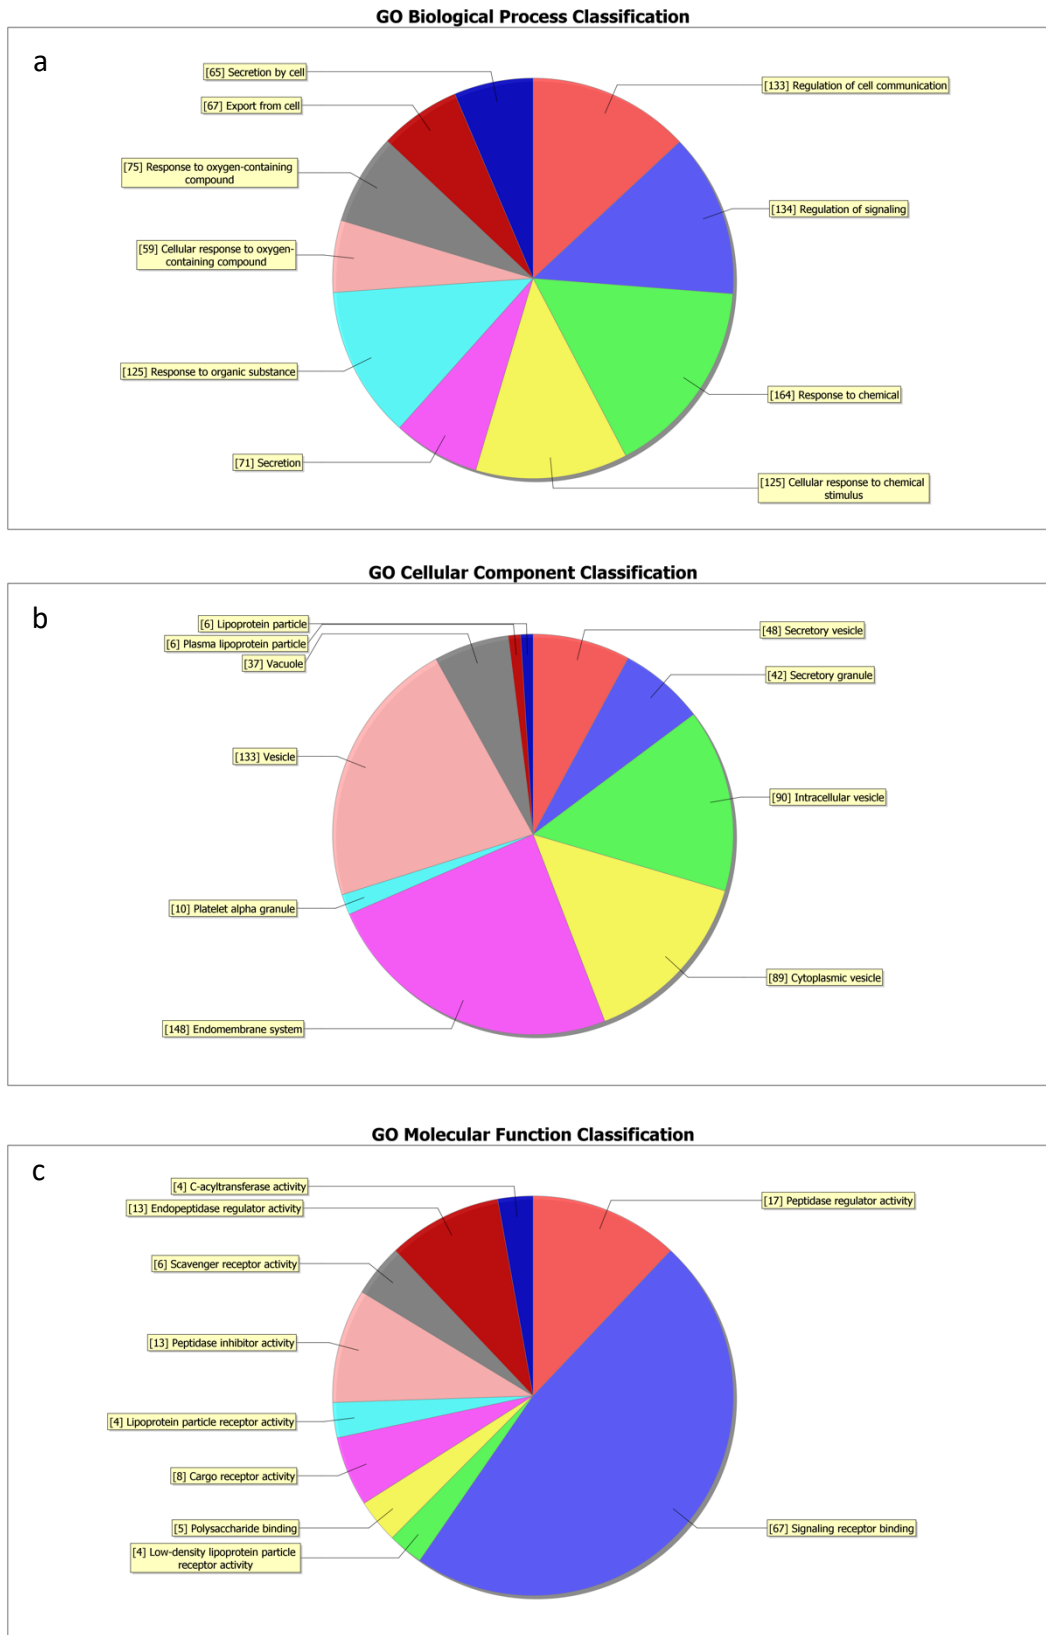 GO Biological Process Classification
a
[65] Secretion by cell
[133] Regulation of cell communication
[67] Export from cell
[75] Response to oxygen-containing
compound
[134] Regulation of signaling
[59] Cellular response to oxygen-
containing compound
[125] Response to organic substance
[164] Response to chemical
[71] Secretion
[125] Cellular response to chemical
stimulus
GO Cellular Component Classification
b
[6] Lipoprotein particle
[48] Secretory vesicle
[6] Plasma lipoprotein particle
[37] Vacuole
[42] Secretory granule
[133] Vesicle
[90] Intracellular vesicle
[10] Platelet alpha granule
[89] Cytoplasmic vesicle
[148] Endomembrane system
GO Molecular Function Classification
c
[4] C-acyltransferase activity
[17] Peptidase regulator activity
[13] Endopeptidase regulator activity
[6] Scavenger receptor activity
[13] Peptidase inhibitor activity
[4] Lipoprotein particle receptor activity
[8] Cargo receptor activity
[5] Polysaccharide binding
[67] Signaling receptor binding
[4] Low-density lipoprotein particle
receptor activity